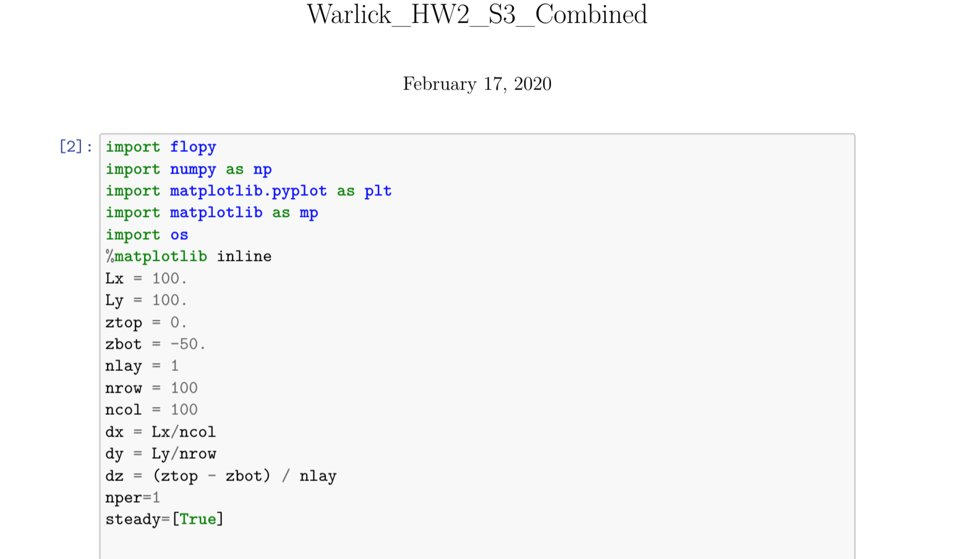 Warlick_HW2_S3_Combined
February 17, 2020
[2]: import flopy
import numpy as np
import matplotlib.pyplot as plt
import matplotlib as mp
import os
%matplotlib inline
Lx = 100.
Ly = 100.
ztop = 0.
zbot = -50.
nlay = 1
nrow = 100
ncol = 100
dx = Lx/ncol
dy = Ly/nrow
dz = (ztop - zbot) / nlay
nper=1
steady=[True]